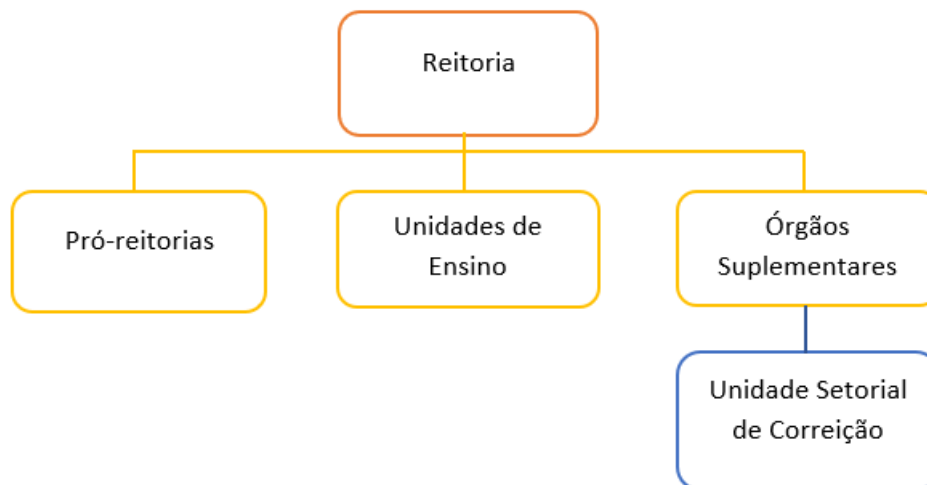 Reitoria
Pró-reitorias
Unidades de
Ensino
Órgãos
Suplementares
Unidade Setorial
de Correição